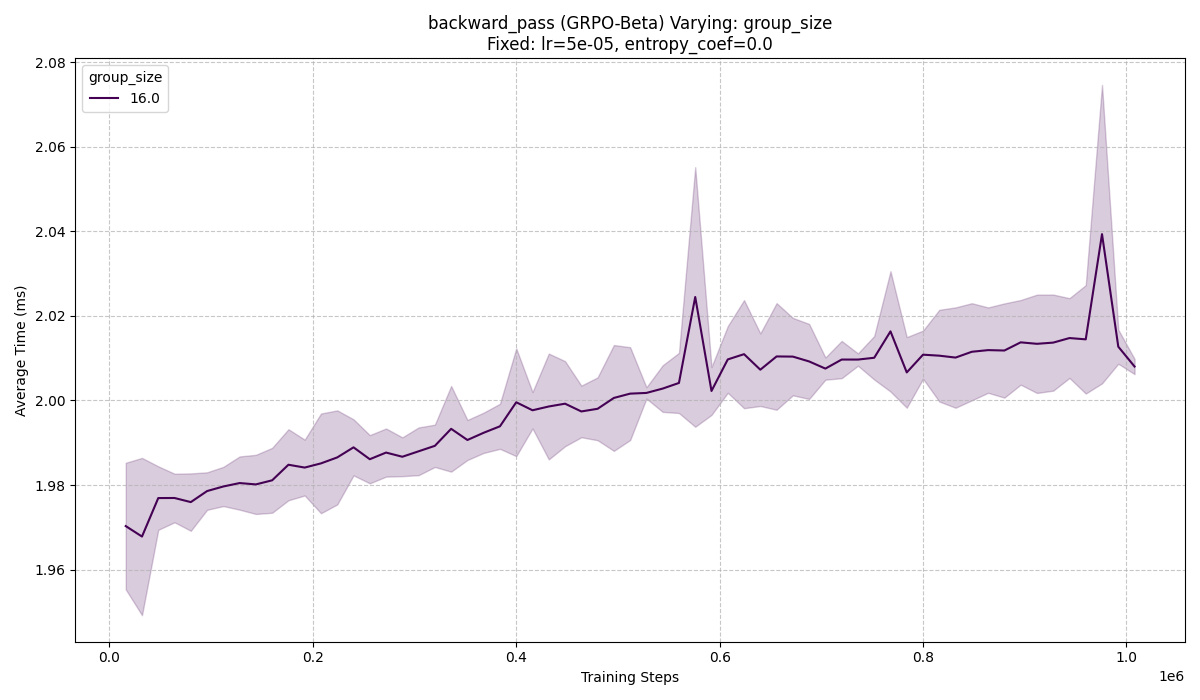 backward_pass (GRPO-Beta) Varying: group_size
Fixed: lr=5e-05, entropy_coef=0.0
group_size
16.0
Average Time (ms)
2.08
2.06
2.04
2.02
2.00
1.98
1.96
0.0
0.2
0.4
0.6
0.8
1.0
1e6
Training Steps